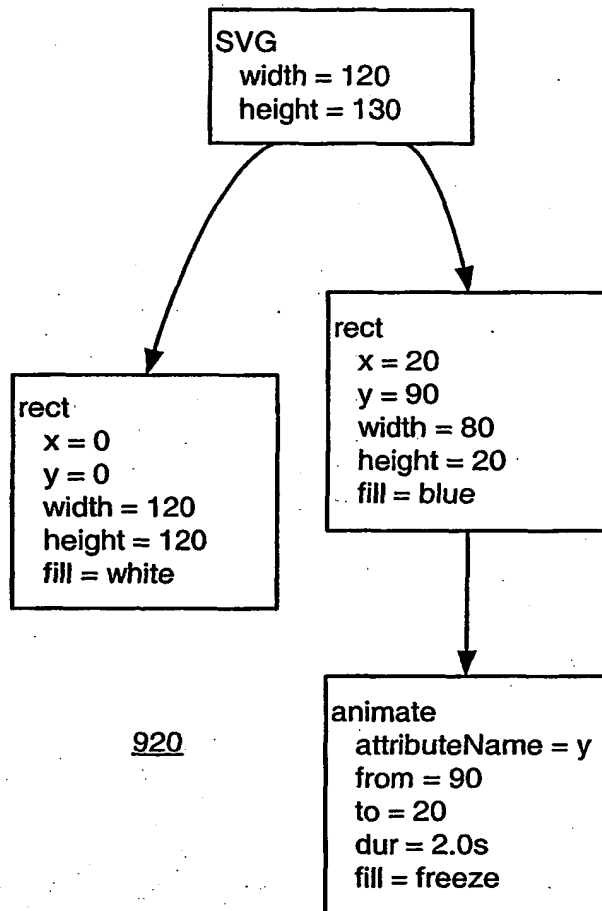 SVG
width = 120
height = 130
rect
x = 0
y = 0
width = 120
height = 120
fill = white
rect
x = 20
y = 90
width = 80
height = 20
fill = blue
animate
attributeName = y
from = 90
to = 20
dur = 2.0s
fill = freeze
920